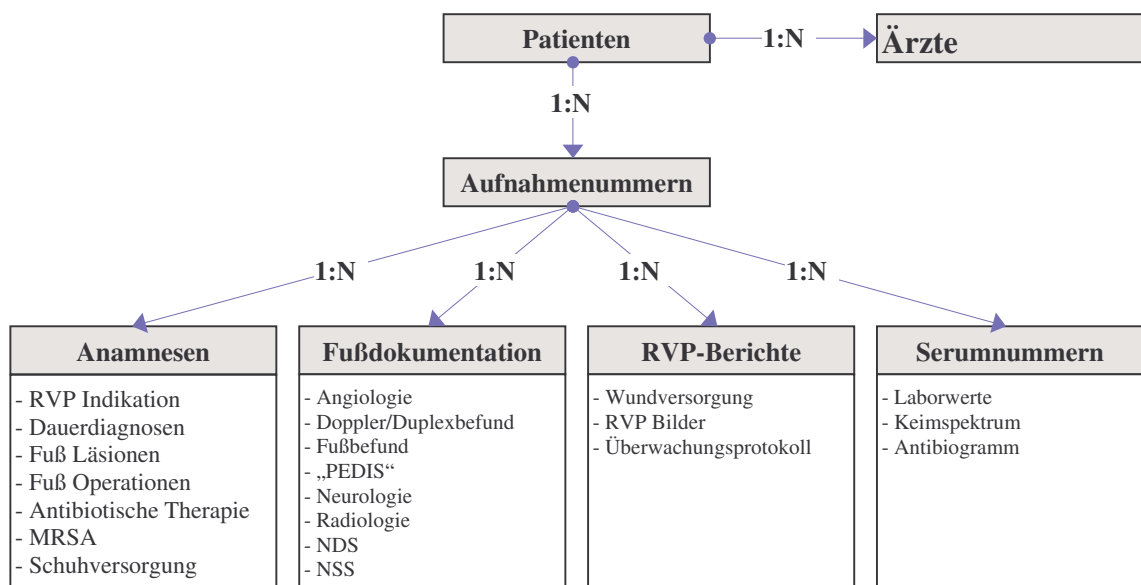 Patienten
1:N
Ärzte
1:N
Aufnahmenummern
1:N
1:N
1:N
1:N
Anamnesen
- RVP Indikation
- Dauerdiagnosen
- Fuß Läsionen
- Fuß Operationen
- Antibiotische Therapie
- MRSA
- Schuhversorgung
Fußdokumentation
- Angiologie
- Doppler/Duplexbefund
- Fußbefund
- „PEDIS“
- Neurologie
- Radiologie
- NDS
- NSS
RVP-Berichte
- Wundversorgung
- RVP Bilder
- Überwachungsprotokoll
Serumnummern
- Laborwerte
- Keimspektrum
- Antibiogramm